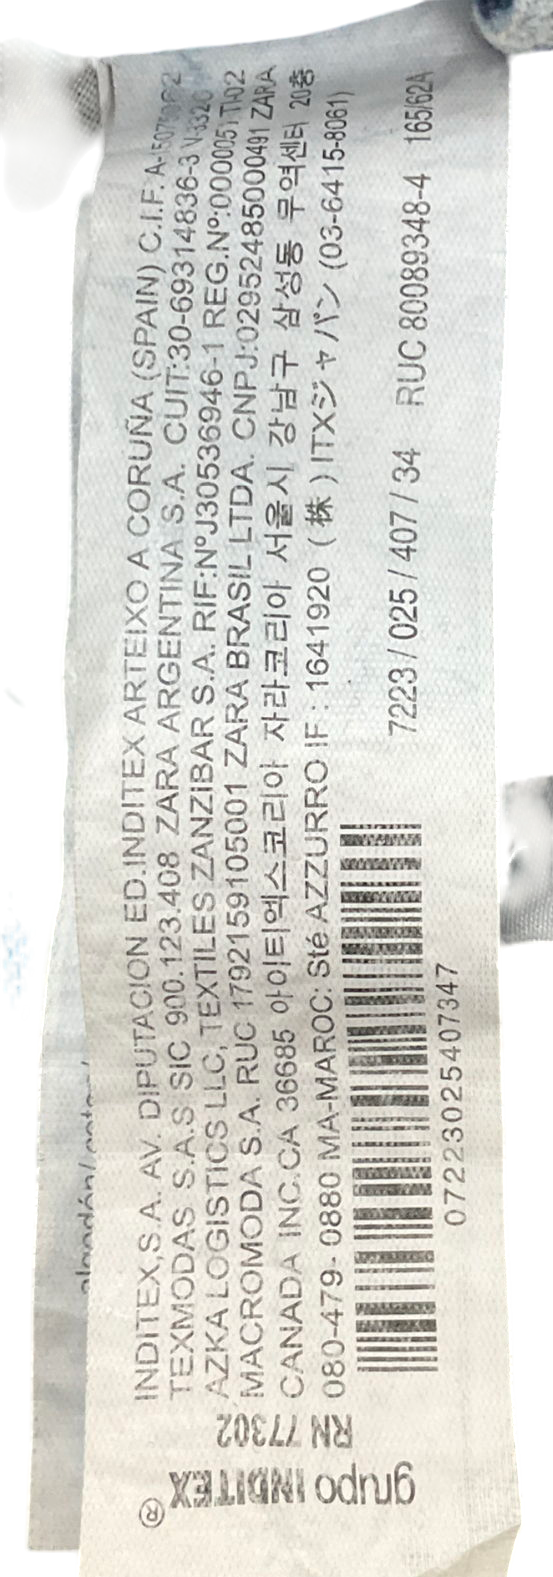 INDITEX,S.A. AV. DIPUTACION ED.INDITEX ARTEIXO A CORUÑA (SPAIN) C.I.F.
TEXMODAS S.A.S SIC 900.123.408 ZARA ARGENTINA S.A. CUIT:30-69314836-3
AZKA LOGISTICS LLC, TEXTILES ZANZIBAR S.A. RIF:NºJ30536946-1 REG.Nº:0000051TI-02
MACROMODA S.A. RUC 1792159105001 ZARA BRASIL LTDA. CNPJ:02952485000491 ZARA
CANADA INC.CA 36685 아이티엑스코리아 자라코리아 서울시 강남구 삼성동 무역센터 20층
080-479- 0880 MA-MAROC: Sté AZZURRO IF : 1641920 (株) ITXジャパン (03-6415-8061)
7223 / 025 / 407 / 34 RUC 80089348-4 165/62A
07223025407347
RN 77302
grupo INDITEX
®
algodón/